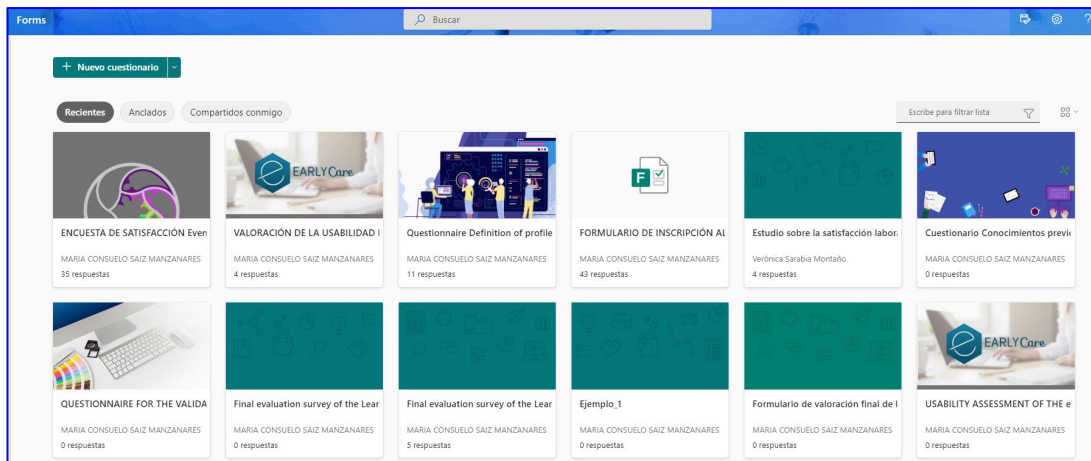 Forms
Buscar
?
+ Nuevo cuestionario
Recientes
Anclados
Compartidos conmigo
Escribe para filtrar lista
EARLYCare
F
ENCUESTA DE SATISFACCIÓN Even
VALORACIÓN DE LA USABILIDAD
Questionnaire Definition of profile
FORMULARIO DE INSCRIPCIÓN AL
Estudio sobre la satisfacción labor
Cuestionario Conocimientos previ
MARIA CONSUELO SAIZ MANZANARES
MARIA CONSUELO SAIZ MANZANARES
MARIA CONSUELO SAIZ MANZANARES
MARIA CONSUELO SAIZ MANZANARES
Verónica Sarabia Montaño
MARIA CONSUELO SAIZ MANZANARES
35 respuestas
4 respuestas
11 respuestas
43 respuestas
4 respuestas
0 respuestas
EARLYCare
QUESTIONNAIRE FOR THE VALIDA
Final evaluation survey of the Lear
Final evaluation survey of the Lear
Ejemplo_1
Formulario de valoración final de l
USABILITY ASSESSMENT OF THE e
MARIA CONSUELO SAIZ MANZANARES
MARIA CONSUELO SAIZ MANZANARES
MARIA CONSUELO SAIZ MANZANARES
MARIA CONSUELO SAIZ MANZANARES
MARIA CONSUELO SAIZ MANZANARES
MARIA CONSUELO SAIZ MANZANARES
0 respuestas
0 respuestas
5 respuestas
0 respuestas
0 respuestas
0 respuestas